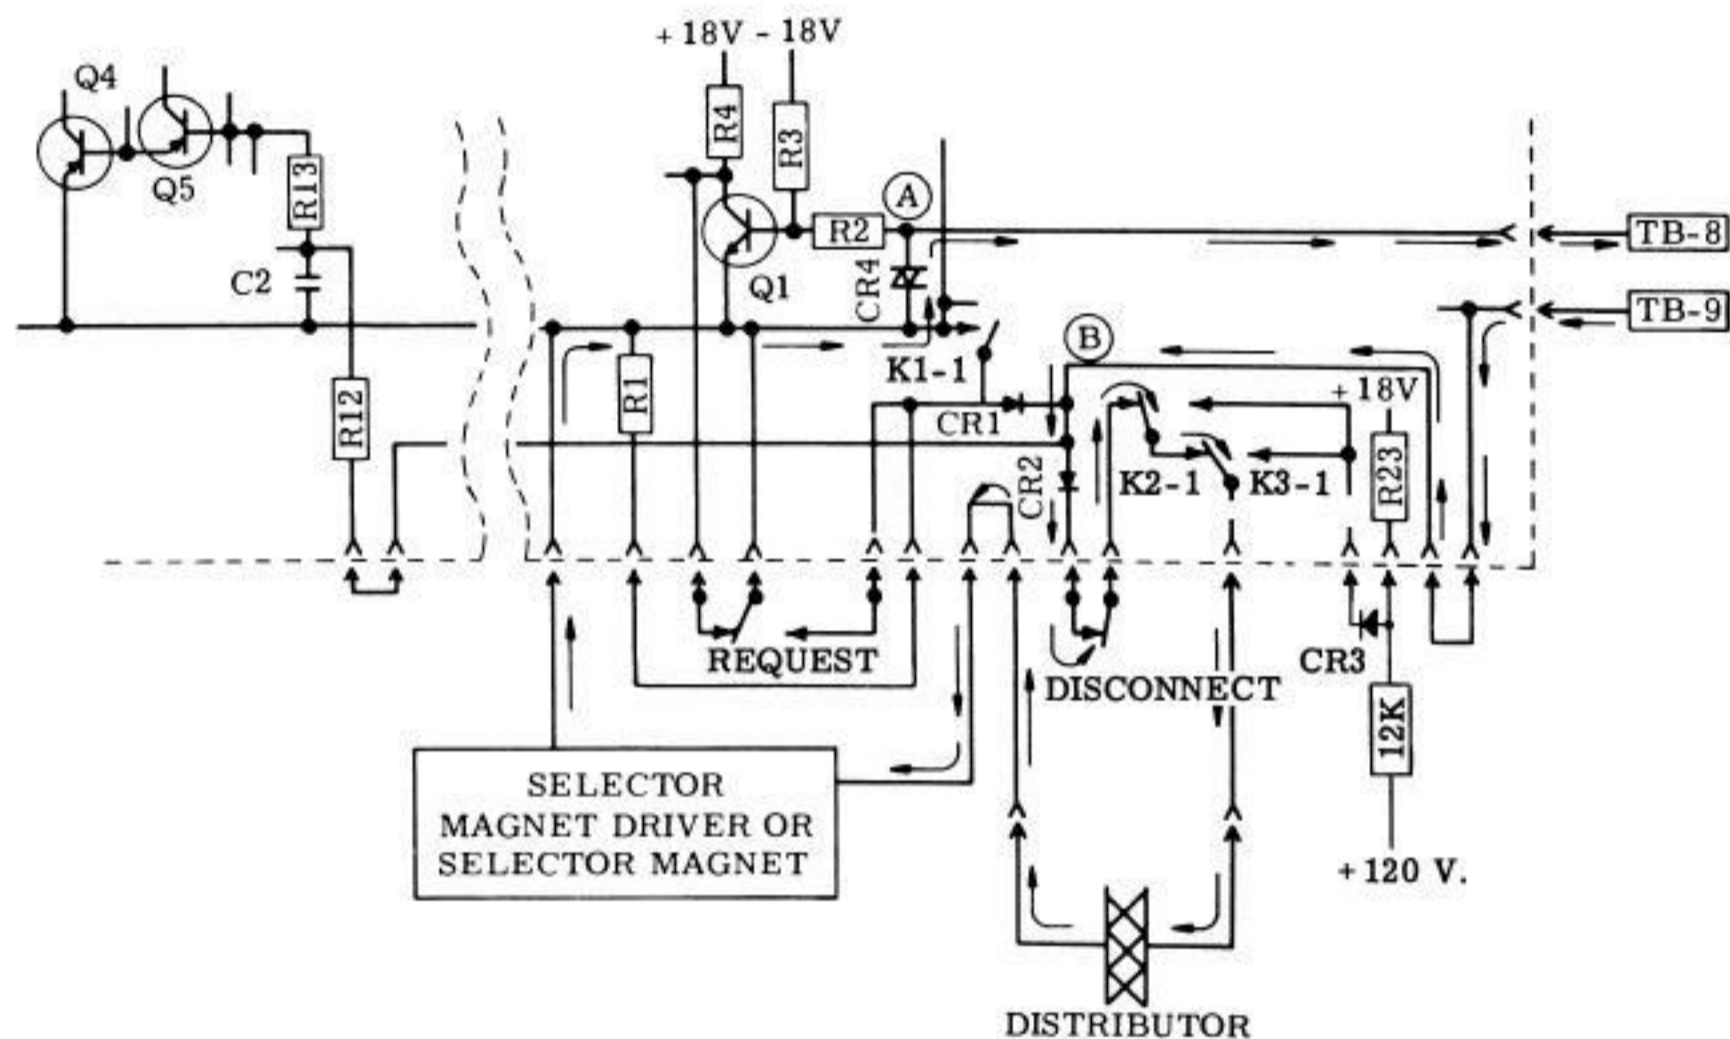 +18V -18V
Q4
Q5
R13
C2
R12
R4
R3
R2
A
Q1
CR4
TB-8
TB-9
K1-1
B
R1
CR1
CR2
K2-1
K3-1
+18V
R23
REQUEST
DISCONNECT
CR3
12K
+120 V.
SELECTOR
MAGNET DRIVER OR
SELECTOR MAGNET
DISTRIBUTOR